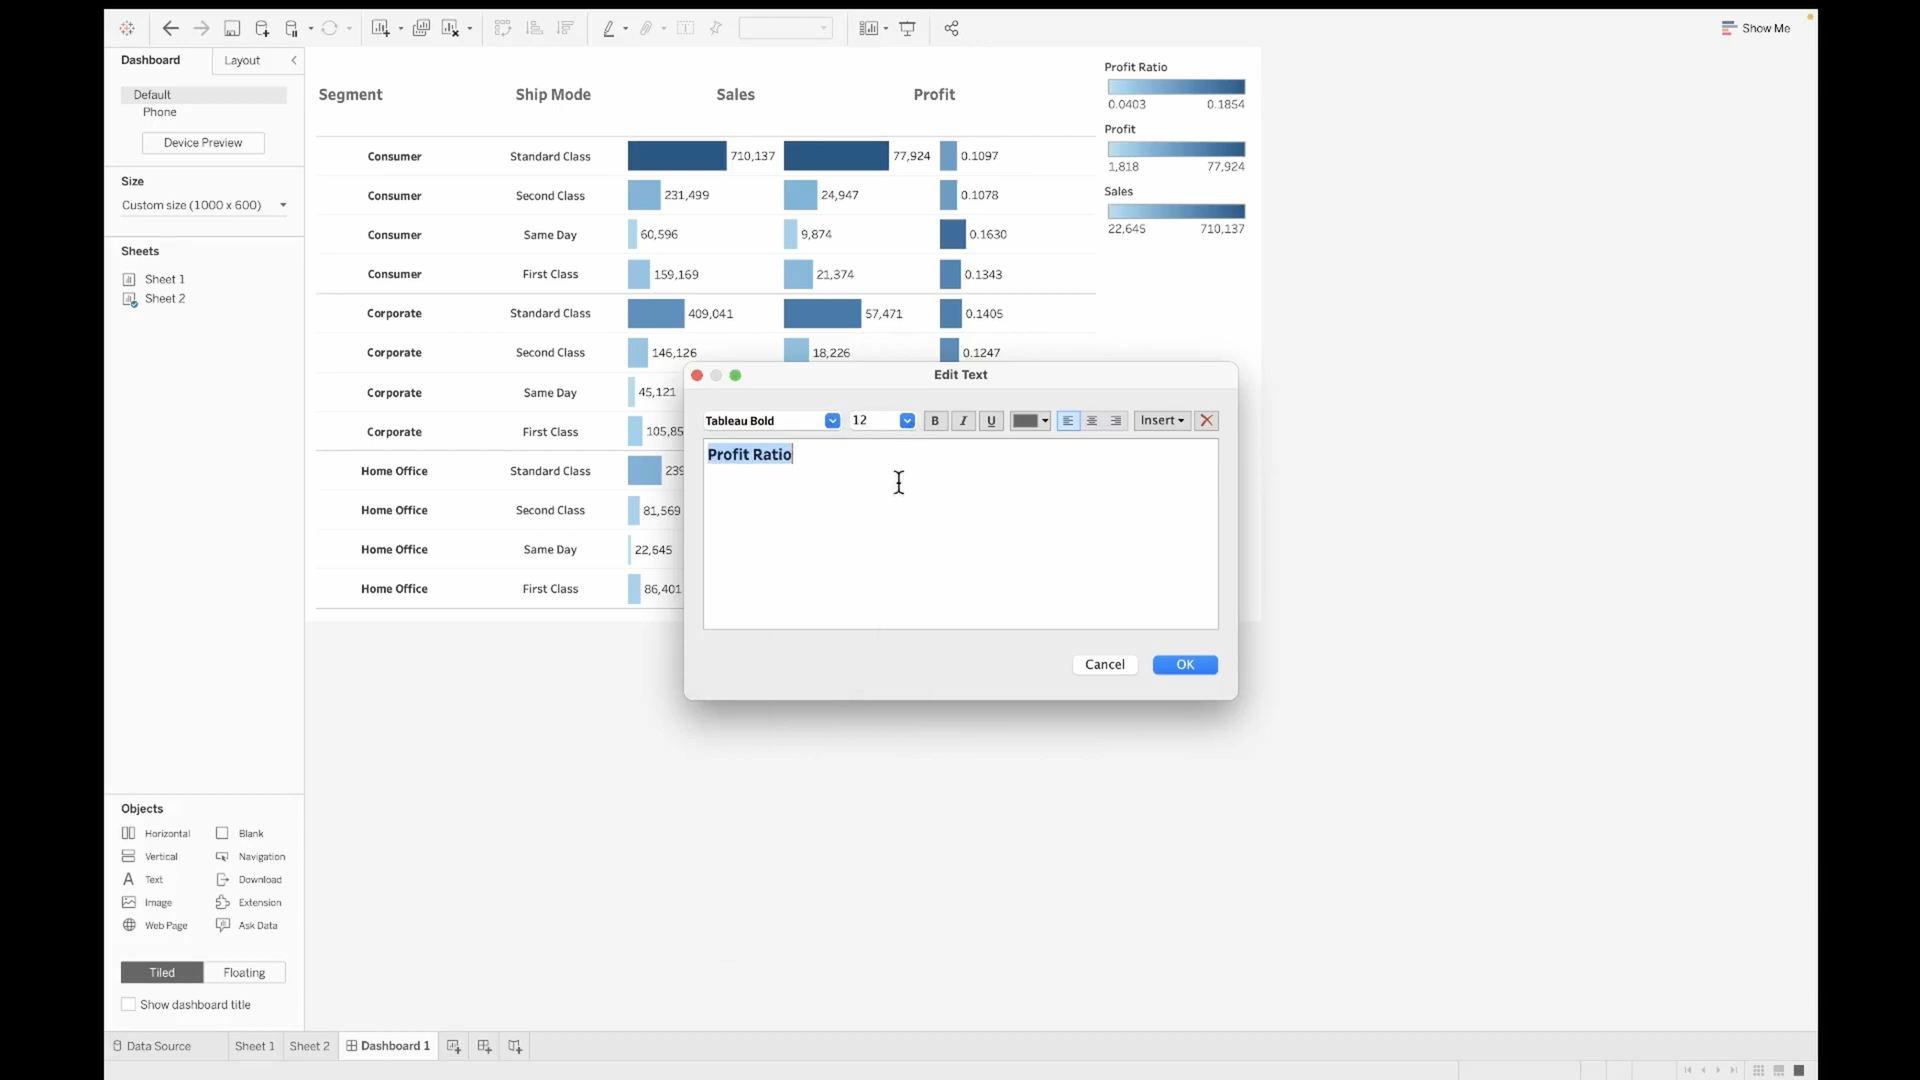 Show Me
Dashboard
Layout
Default
Phone
Device Preview
Size
Custom size (1000 x 600)
Sheets
Sheet 1
Sheet 2
Segment Ship Mode Sales Profit
Consumer Standard Class 710,137 77,924 0.1097
Consumer Second Class 231,499 24,947 0.1078
Consumer Same Day 60,596 9,874 0.1630
Consumer First Class 159,169 21,374 0.1343
Corporate Standard Class 409,041 57,471 0.1405
Corporate Second Class 146,126 18,226 0.1247
Corporate Same Day 45,121
Corporate First Class 105,85
Home Office Standard Class 239
Home Office Second Class 81,569
Home Office Same Day 22,645
Home Office First Class 86,401
Profit Ratio
0.0403 0.1854
Profit
1,818 77,924
Sales
22,645 710,137
Edit Text
Tableau Bold 12 B I U Insert
Profit Ratio
Cancel OK
Objects
Horizontal Blank
Vertical Navigation
A Text Download
Image Extension
Web Page Ask Data
Tiled Floating
Show dashboard title
Data Source Sheet 1 Sheet 2 Dashboard 1